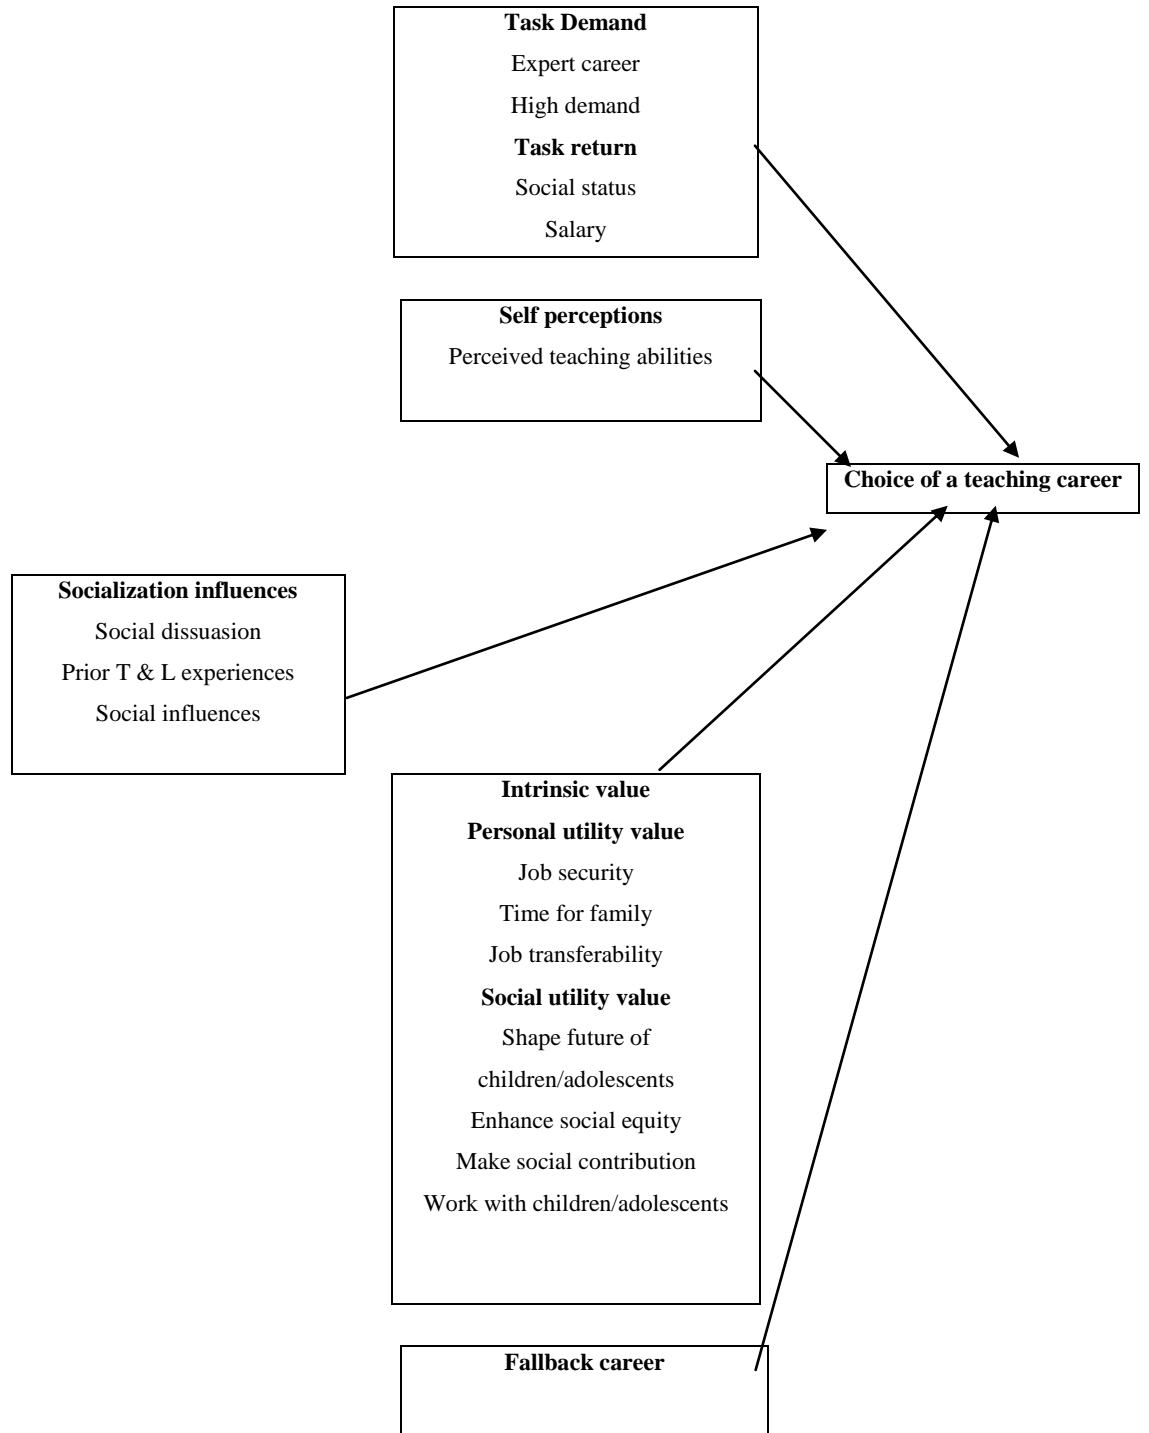 Task Demand
Expert career
High demand
Task return
Social status
Salary
Self perceptions
Perceived teaching abilities
Choice of a teaching career
Socialization influences
Social dissuasion
Prior T & L experiences
Social influences
Intrinsic value
Personal utility value
Job security
Time for family
Job transferability
Social utility value
Shape future of
children/adolescents
Enhance social equity
Make social contribution
Work with children/adolescents
Fallback career